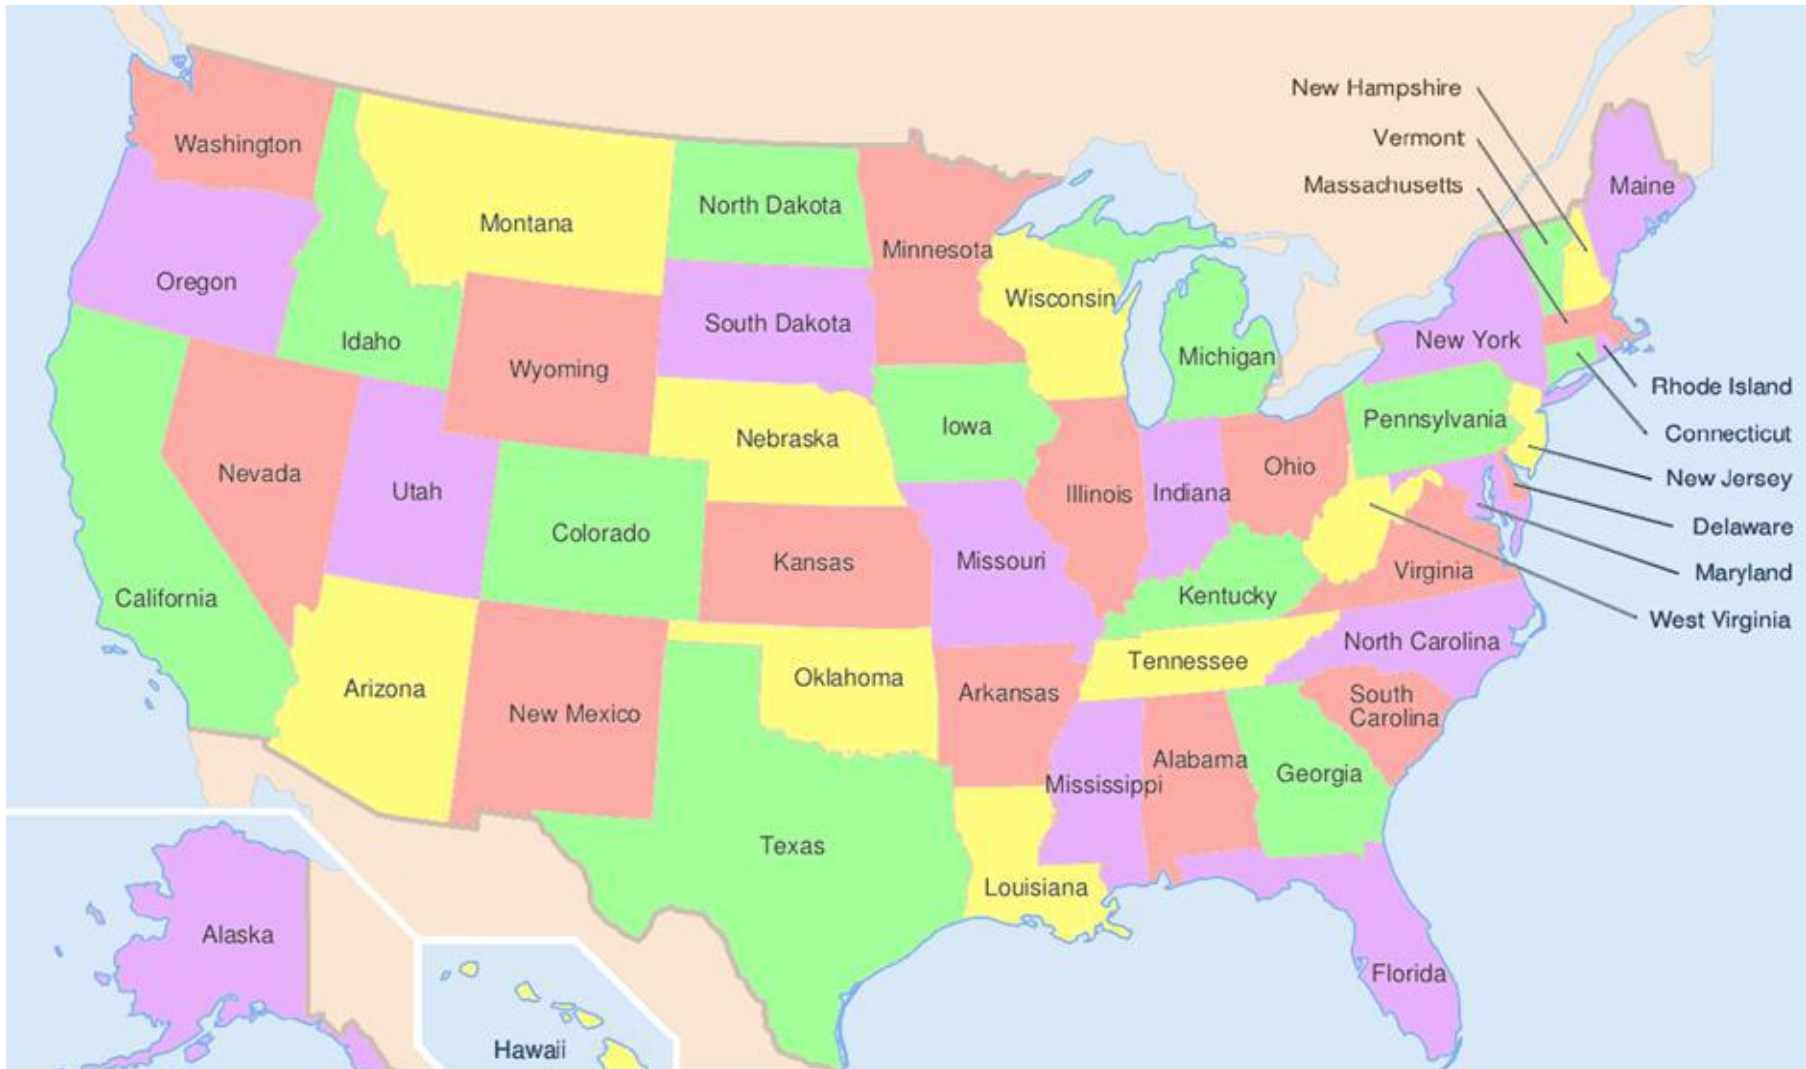 New Hampshire
Vermont
Massachusetts
Washington
Maine
North Dakota
Montana
Minnesota
Oregon
Wisconsin
South Dakota
Idaho
New York
Michigan
Wyoming
Rhode Island
Pennsylvania
Iowa
Connecticut
Nebraska
Ohio
Nevada
New Jersey
Utah
Illinois
Indiana
Delaware
Colorado
Missouri
Kansas
Virginia
Maryland
California
Kentucky
West Virginia
North Carolina
Tennessee
Oklahoma
Arizona
Arkansas
South
Carolina
New Mexico
Alabama
Georgia
Mississippi
Texas
Louisiana
Alaska
Florida
Hawaii